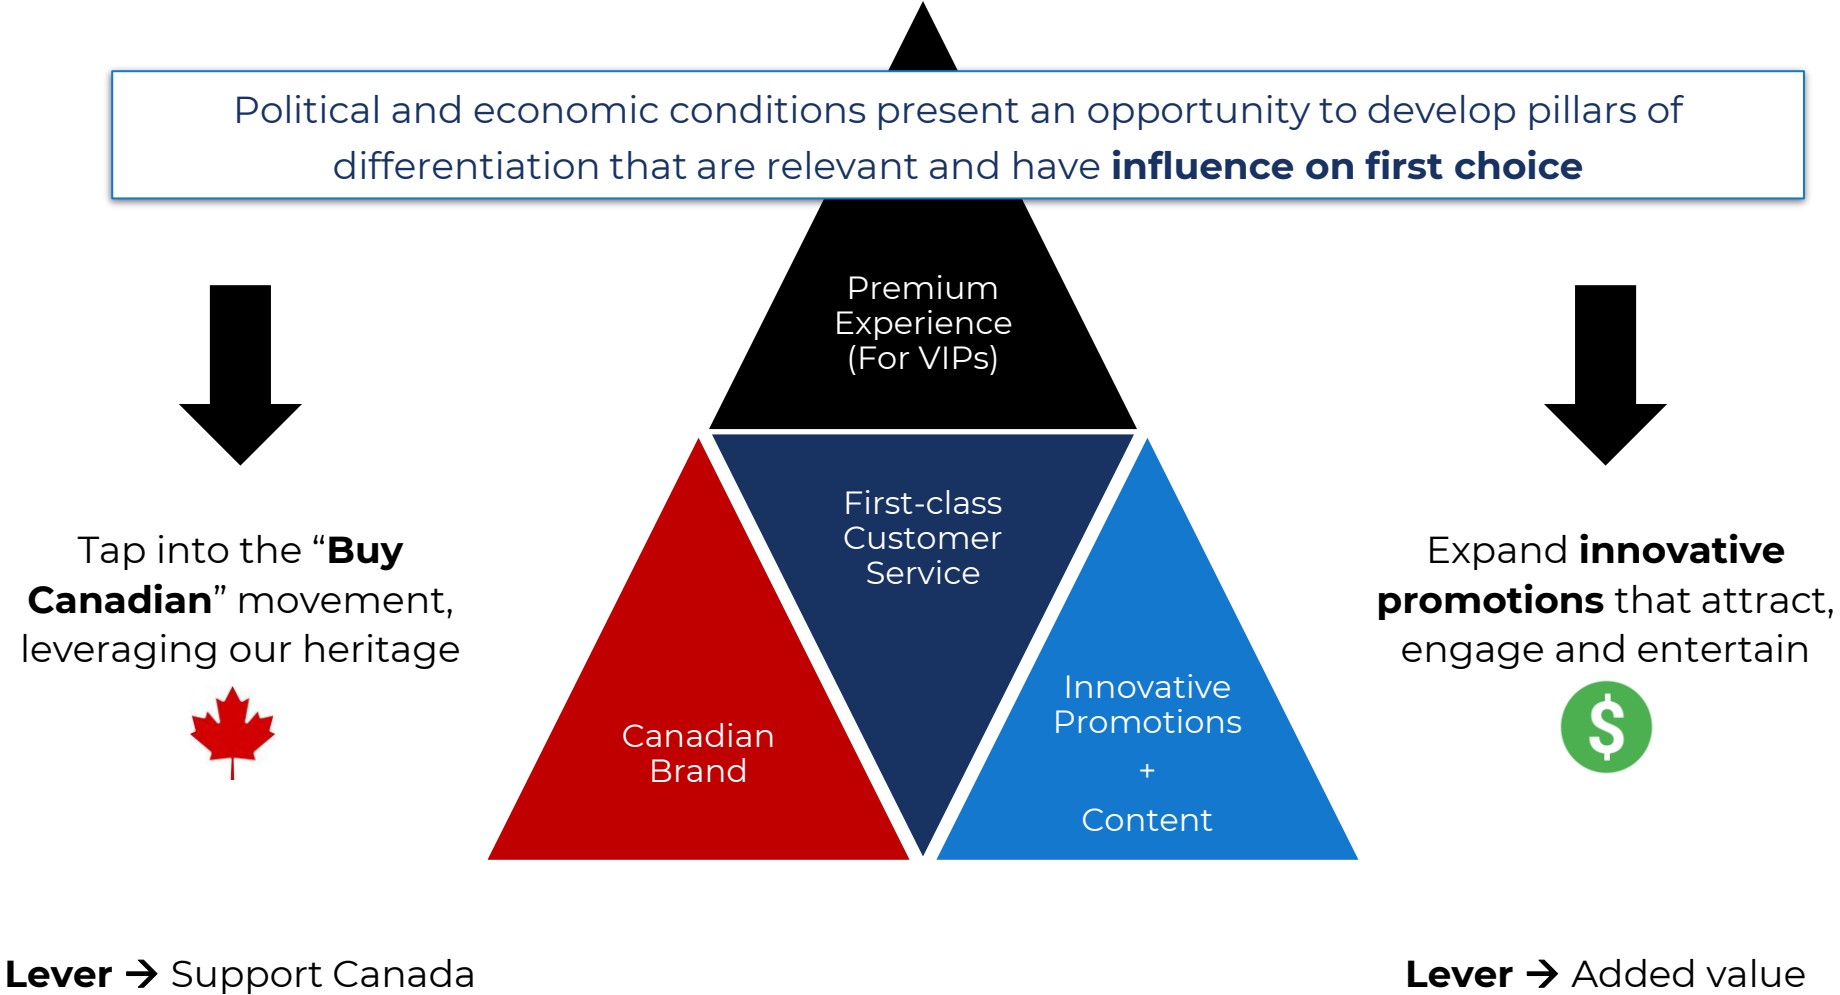 Political and economic conditions present an opportunity to develop pillars of
differentiation that are relevant and have influence on first choice
Premium
Experience
(For VIPs)
First-class
Customer
Service
Tap into the “Buy
Canadian” movement,
leveraging our heritage
Canadian
Brand
Innovative
Promotions
+
Content
Expand innovative
promotions that attract,
engage and entertain
$
Lever → Support Canada
Lever → Added value